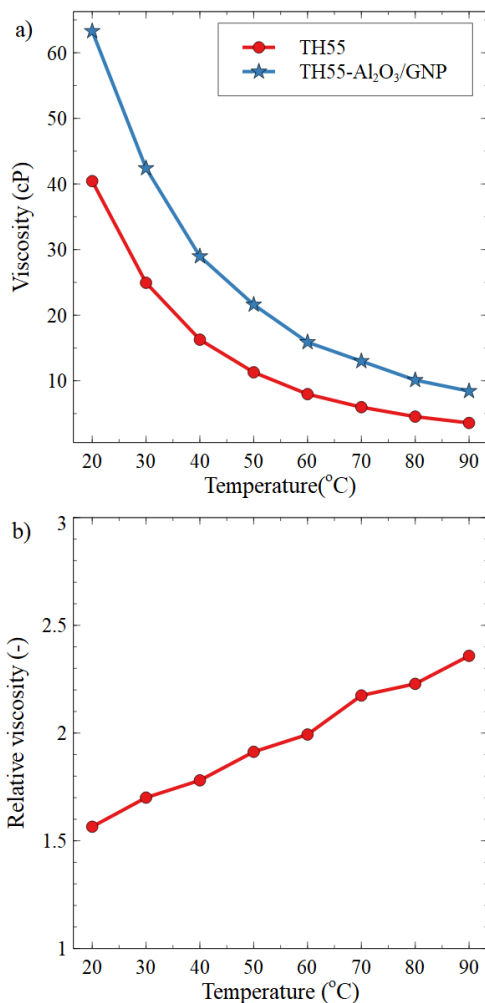 a)
TH55
TH55-Al₂O₃/GNP
Viscosity (cP)
60
50
40
30
20
10
20 30 40 50 60 70 80 90
Temperature(°C)
b)
Relative viscosity (-)
3
2.5
2
1.5
1
20 30 40 50 60 70 80 90
Temperature (°C)